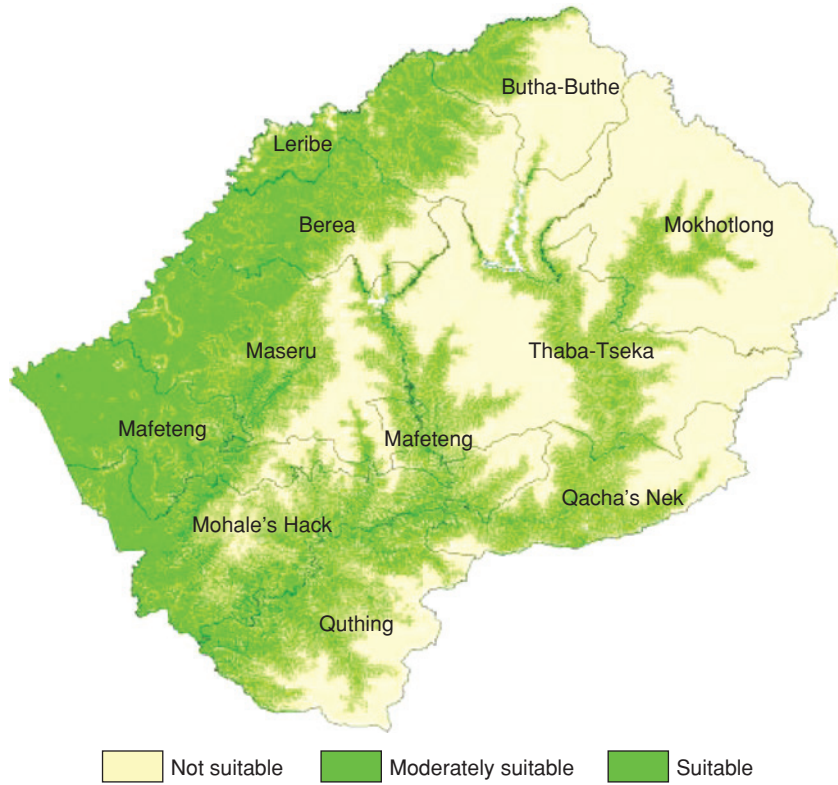 Butha-Buthe
Leribe
Berea
Mokhotlong
Maseru
Thaba-Tseka
Mafeteng
Mafeteng
Qacha's Nek
Mohale's Hack
Quthing
Not suitable
Moderately suitable
Suitable